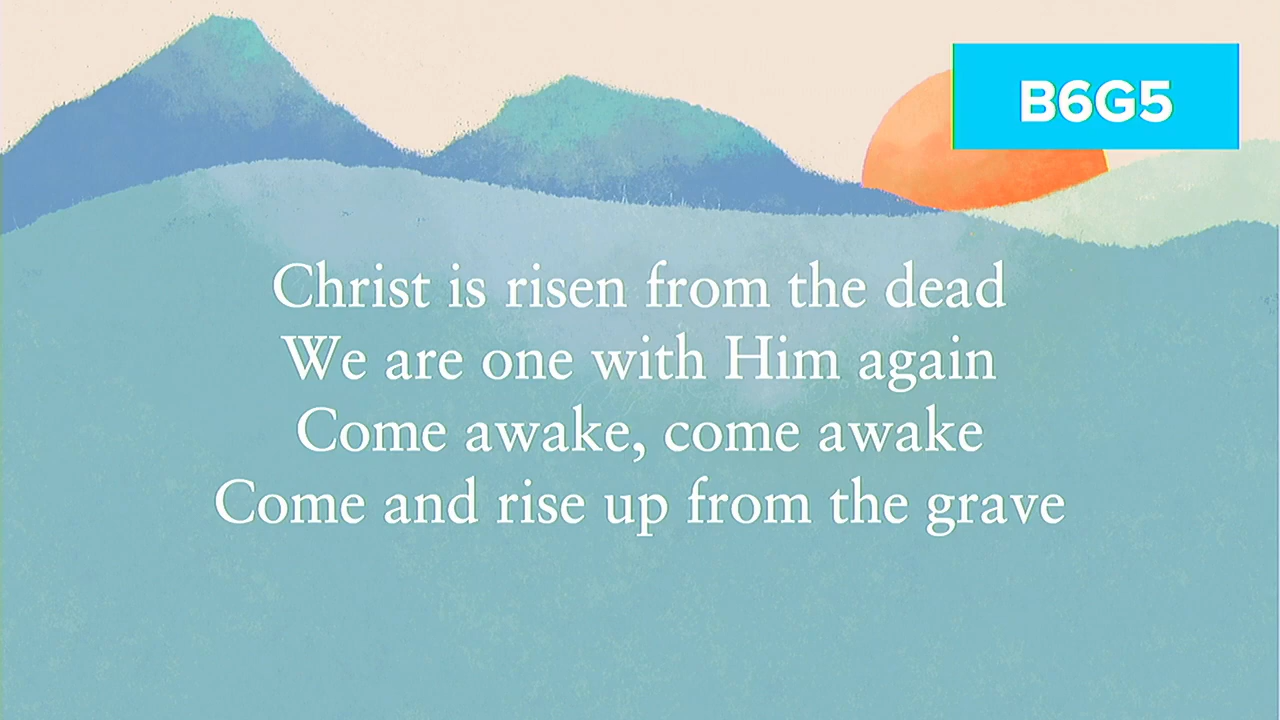 B6G5
Christ is risen from the dead
We are one with Him again
Come awake, come awake
Come and rise up from the grave